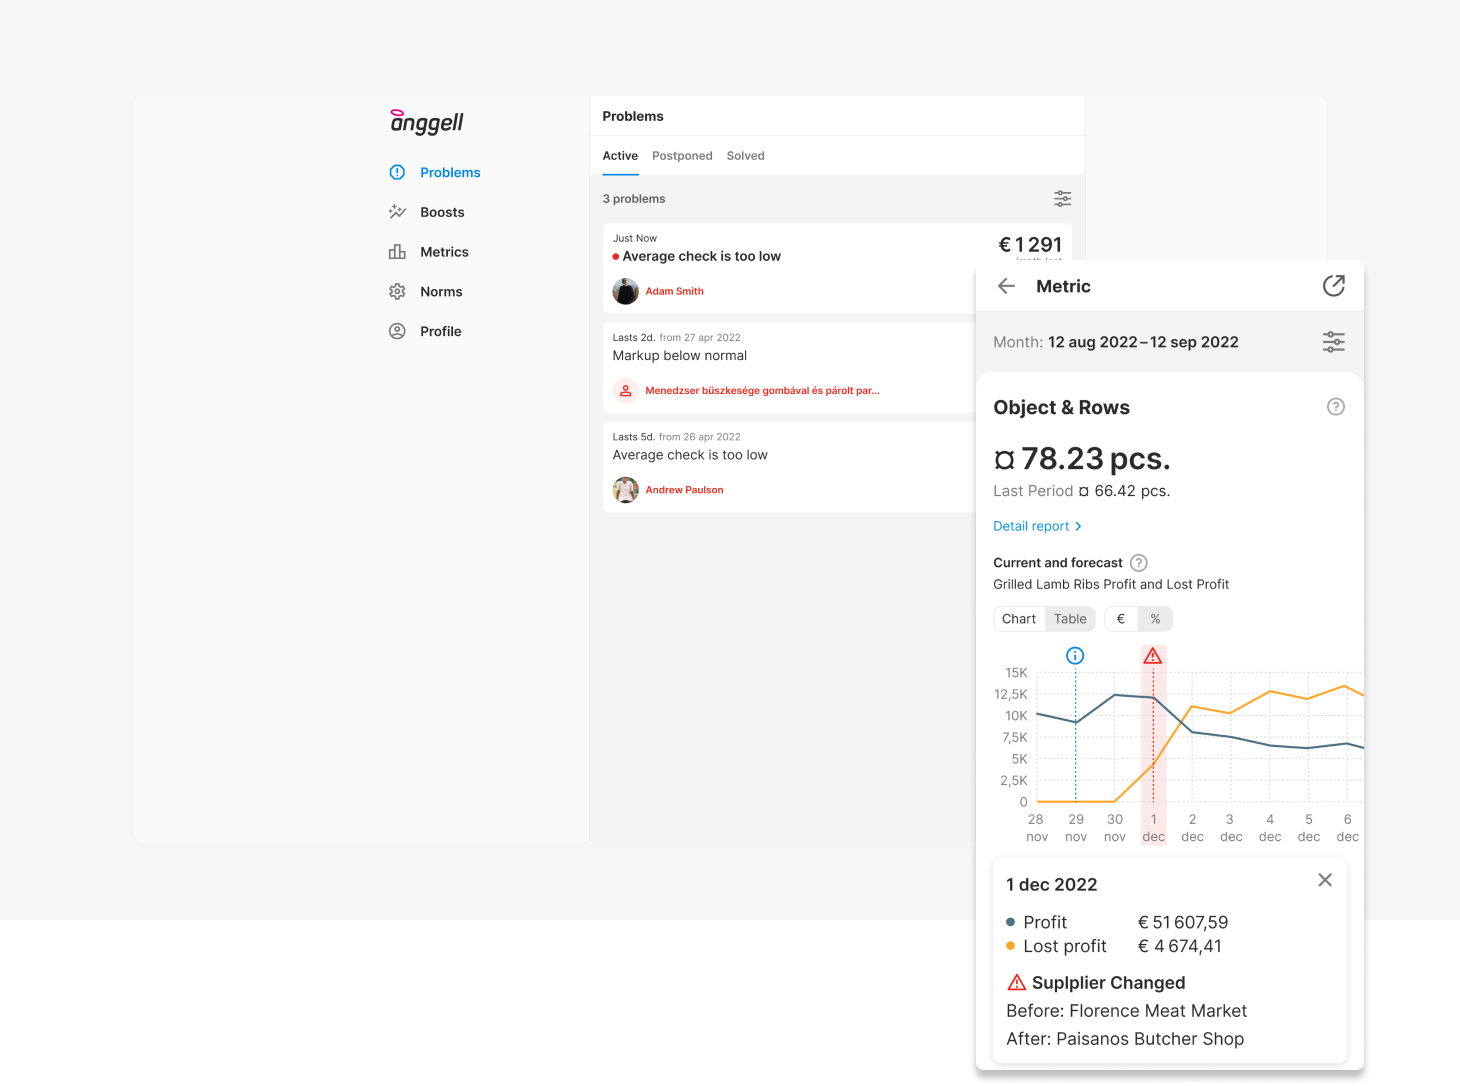 anggell
Problems
Boosts
Metrics
Norms
Profile
Problems
Active Postponed Solved
3 problems
Just Now
Average check is too low
€ 1 291
Adam Smith
Lasts 2d. from 27 apr 2022
Markup below normal
Menedzser büszkesége gombával és párolt par...
Lasts 5d. from 26 apr 2022
Average check is too low
Andrew Paulson
Metric
Month: 12 aug 2022 – 12 sep 2022
Object & Rows
¤ 78.23 pcs.
Last Period ¤ 66.42 pcs.
Detail report
Current and forecast
Grilled Lamb Ribs Profit and Lost Profit
Chart Table € %
15K
12,5K
10K
7,5K
5K
2,5K
0
28 29 30 1 2 3 4 5 6
nov nov nov dec dec dec dec dec dec
1 dec 2022
Profit € 51 607,59
Lost profit € 4 674,41
Suplplier Changed
Before: Florence Meat Market
After: Paisanos Butcher Shop